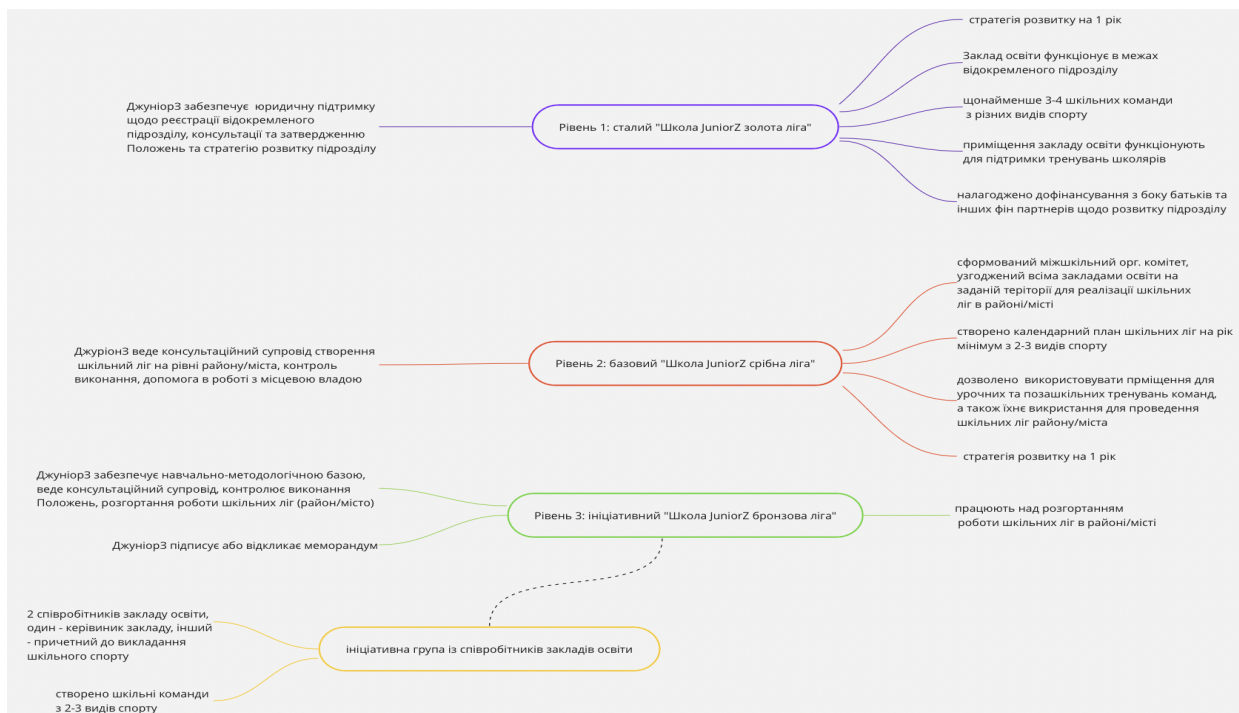 стратегія розвитку на 1 рік
Заклад освіти функціонує в межах
відокремленого підрозділу
ДжуніорЗ забезпечує юридичну підтримку
щодо реєстрації відокремленого
підрозділу, консультації та затвердженню
Положень та стратегію розвитку підрозділу
Рівень 1: сталий "Школа JuniorZ золота ліга"
щонайменше 3-4 шкільних команди
з різних видів спорту
приміщення закладу освіти функціонують
для підтримки тренувань школярів
налагоджено дофінансування з боку батьків та
інших фін партнерів щодо розвитку підрозділу
сформований міжшкільний орг. комітет,
узгоджений всіма закладами освіти на
заданій теріторії для реалізації шкільних
ліг в районі/місті
ДжуріонЗ веде консультаційний супровід створення
шкільний ліг на рівні району/міста, контроль
виконання, допомога в роботі з місцевою владою
Рівень 2: базовий "Школа JuniorZ срібна ліга"
створено календарний план шкільних ліг на рік
мінімум з 2-3 видів спорту
дозволено використовувати прміщення для
урочних та позашкільних тренувань команд,
а також їхнє викристання для проведення
шкільних ліг району/міста
стратегія розвитку на 1 рік
ДжуніорЗ забезпечує навчально-методологічною базою,
веде консультаційний супровід, контролює виконання
Положень, розгортання роботи шкільних ліг (район/місто)
ДжуніорЗ підписує або відкликає меморандум
Рівень 3: ініціативний "Школа JuniorZ бронзова ліга"
працюють над розгортанням
роботи шкільних ліг в районі/місті
2 співробітників закладу освіти,
один - керівиник закладу, інший
- причетний до викладання
шкільного спорту
ініціативна група із співробітників закладів освіти
створено шкільні команди
з 2-3 видів спорту